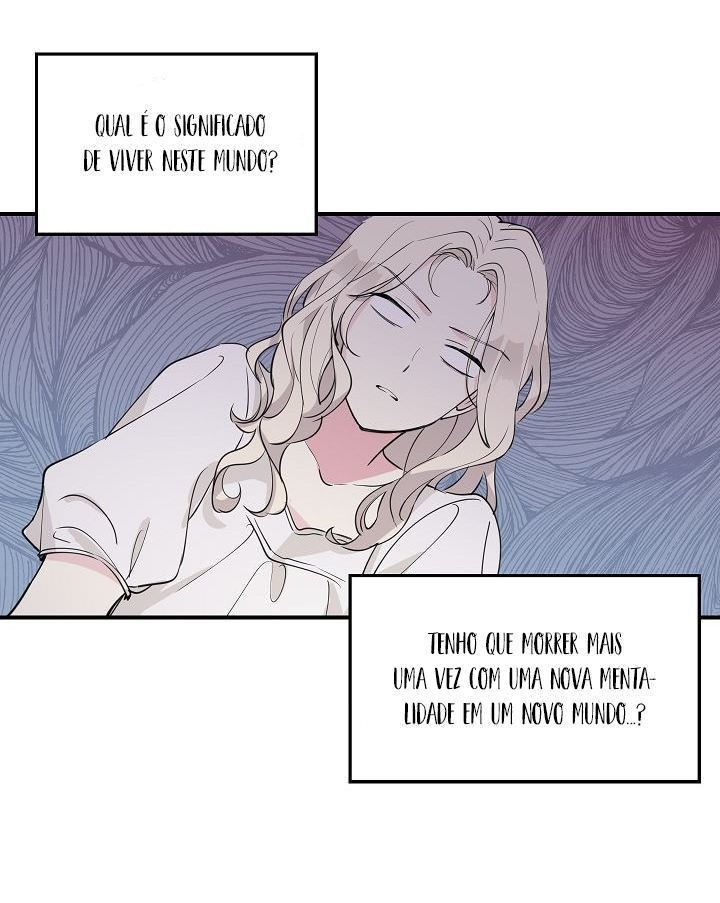 QUAL É O SIGNIFICADO
DE VIVER NESTE MUNDO?
TENHO QUE MORRER MAIS
UMA VEZ COM UMA NOVA MENTA-
LIDADE EM UM NOVO MUNDO...?